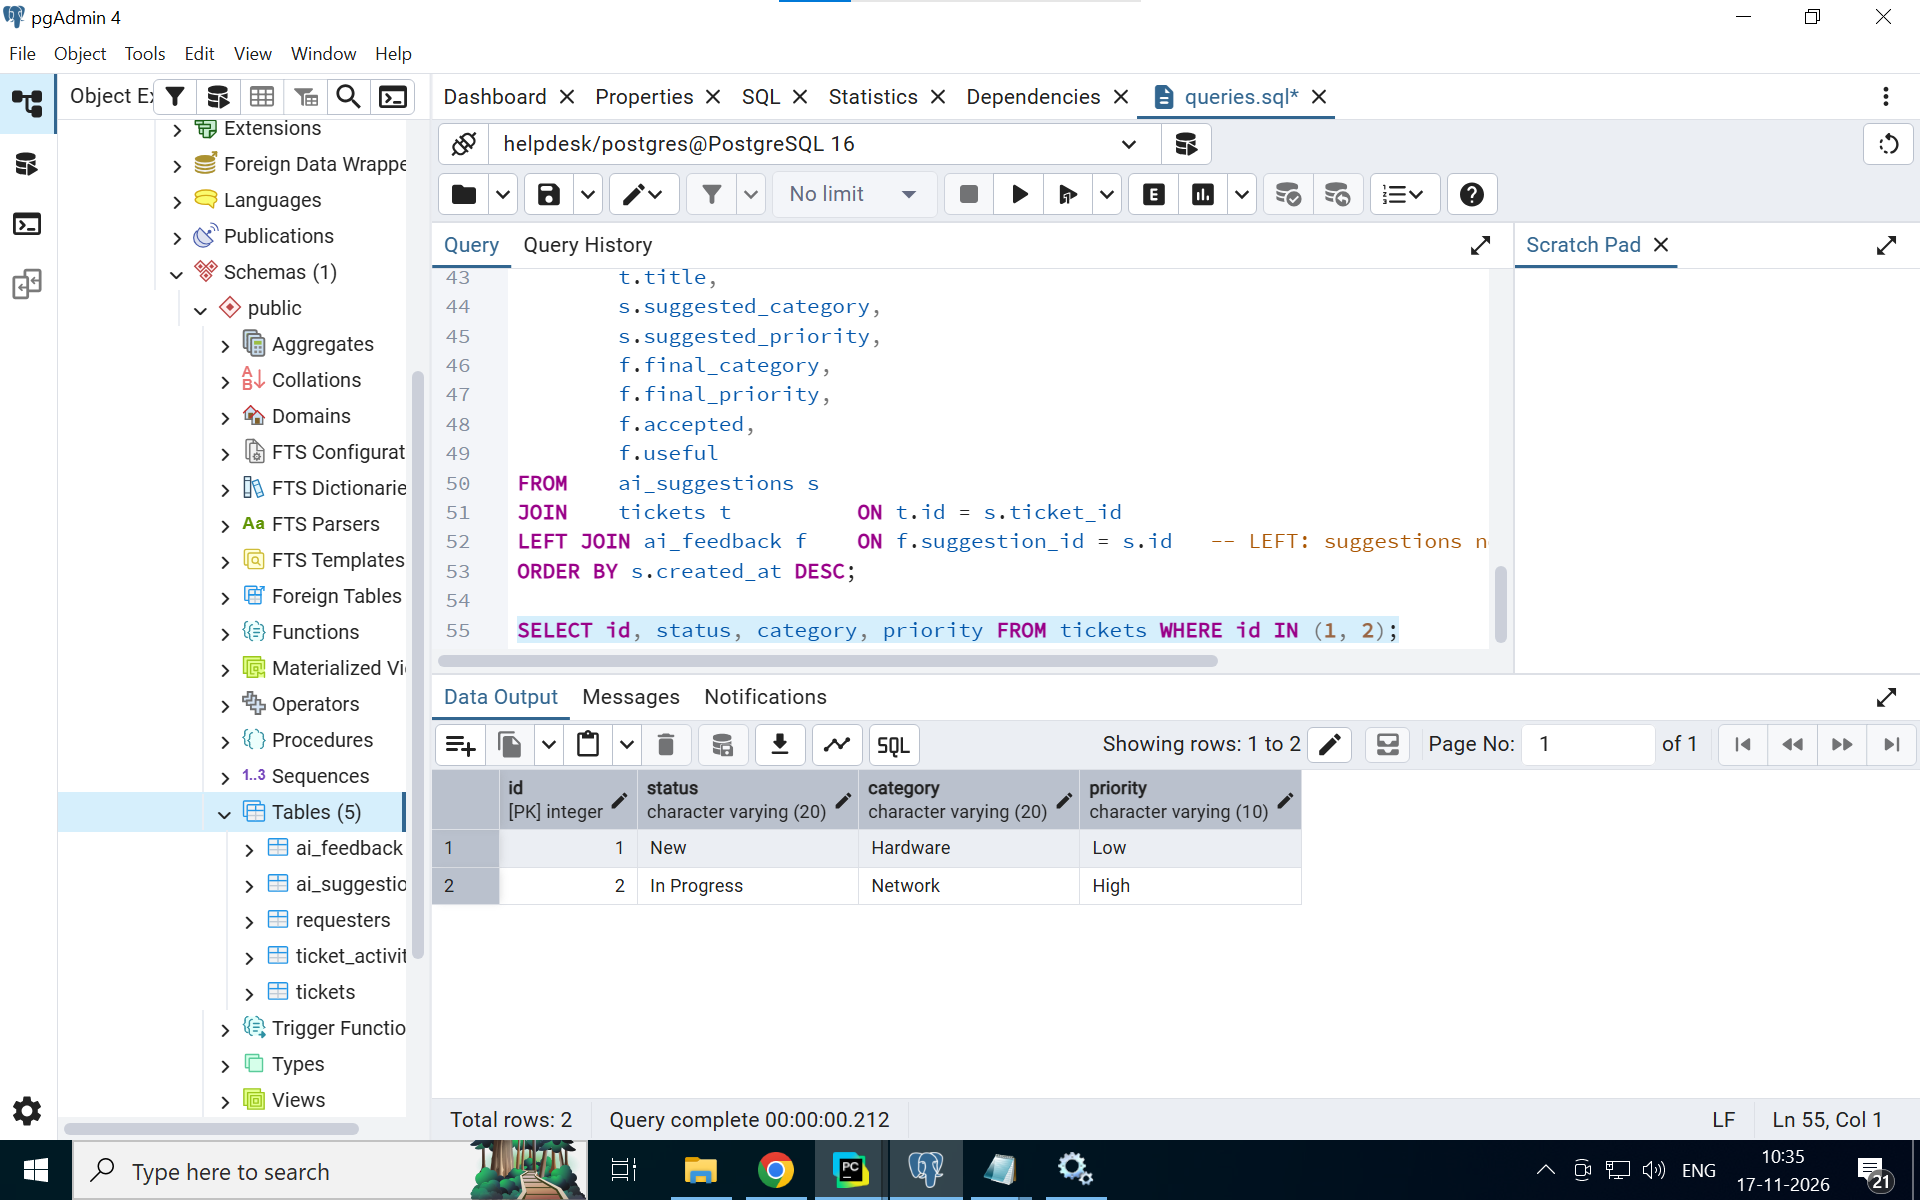 pgAdmin 4
File Object Tools Edit View Window Help
Object Ex
Dashboard Properties SQL Statistics Dependencies queries.sql*
Extensions
Foreign Data Wrappe
Languages
Publications
Schemas (1)
public
Aggregates
Collations
Domains
FTS Configurat
FTS Dictionarie
FTS Parsers
FTS Templates
Foreign Tables
Functions
Materialized Vi
Operators
Procedures
1..3 Sequences
Tables (5)
ai_feedback
ai_suggestio
requesters
ticket_activit
tickets
Trigger Functio
Types
Views
helpdesk/postgres@PostgreSQL 16
No limit
Query Query History
Scratch Pad
43 t.title,
44 s.suggested_category,
45 s.suggested_priority,
46 f.final_category,
47 f.final_priority,
48 f.accepted,
49 f.useful
50 FROM ai_suggestions s
51 JOIN tickets t ON t.id = s.ticket_id
52 LEFT JOIN ai_feedback f ON f.suggestion_id = s.id -- LEFT: suggestions n
53 ORDER BY s.created_at DESC;
54
55 SELECT id, status, category, priority FROM tickets WHERE id IN (1, 2);
Data Output Messages Notifications
SQL
Showing rows: 1 to 2
Page No: 1 of 1
id status category priority
[PK] integer character varying (20) character varying (20) character varying (10)
1 1 New Hardware Low
2 2 In Progress Network High
Total rows: 2 Query complete 00:00:00.212 LF Ln 55, Col 1
Type here to search
ENG
10:35
17-11-2026
21